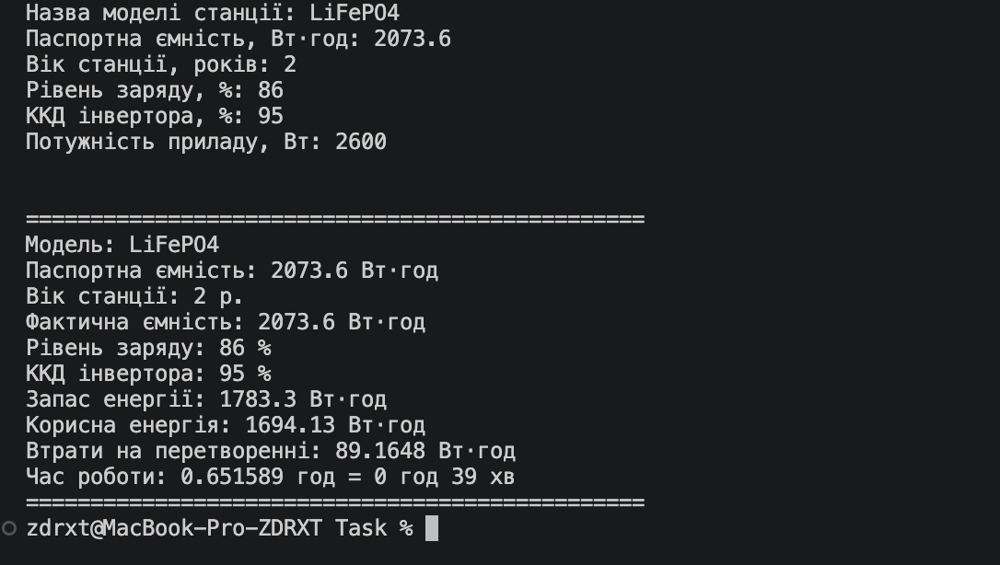 Назва моделі станції: LiFePO4
Паспортна ємність, Вт·год: 2073.6
Вік станції, років: 2
Рівень заряду, %: 86
ККД інвертора, %: 95
Потужність приладу, Вт: 2600
================================================
Модель: LiFePO4
Паспортна ємність: 2073.6 Вт·год
Вік станції: 2 р.
Фактична ємність: 2073.6 Вт·год
Рівень заряду: 86 %
ККД інвертора: 95 %
Запас енергії: 1783.3 Вт·год
Корисна енергія: 1694.13 Вт·год
Втрати на перетворенні: 89.1648 Вт·год
Час роботи: 0.651589 год = 0 год 39 хв
================================================
zdrxt@MacBook-Pro-ZDRXT Task %